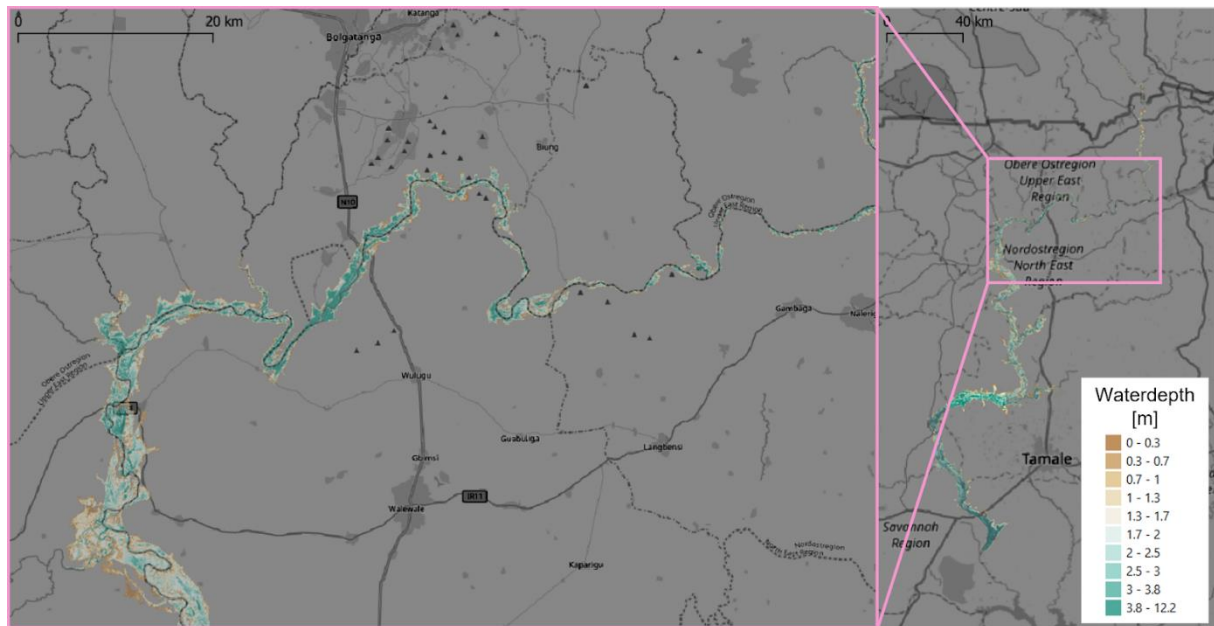 0
20 km
Katanga
Bolgatanga
Biung
N10
Obere Ostregion
Upper East Region
Gambaga
Obere Ostregion
Upper East Region
Wulugu
Guabuliga
Langbensi
Gbimsi
IR11
Walewale
Nordostregion
North East Region
Kaparigu
0
40 km
Obere Ostregion
Upper East
Region
Nordostregion
North East
Region
Tamale
Savannah
Region
Waterdepth
[m]
0 - 0.3
0.3 - 0.7
0.7 - 1
1 - 1.3
1.3 - 1.7
1.7 - 2
2 - 2.5
2.5 - 3
3 - 3.8
3.8 - 12.2